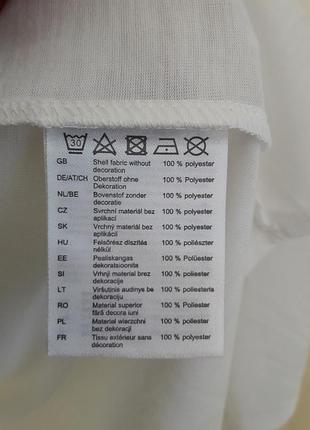 30
GB Shell fabric without 100 % polyester
decoration
DE/AT/CH Oberstoff ohne 100 % Polyester
Dekoration
NL/BE Bovenstof zonder 100 % polyester
decoratie
CZ Svrchní materiál bez 100 % polyester
aplikací
SK Vrchný materiál bez 100 % polyester
aplikácií
HU Felsőrész díszítés 100 % poliészter
nélkül
EE Pealiskangas 100 % Polüester
dekoratsioonita
SI Vrhnji material brez 100 % poliester
dekoracije
LT Viršutinis audinys be 100 % poliesteris
dekoracijų
RO Material superior 100 % poliester
fără decora iuni
PL Materiał wierzchni 100 % poliester
bez dekoracji
FR Tissu extérieur sans 100 % polyester
décoration